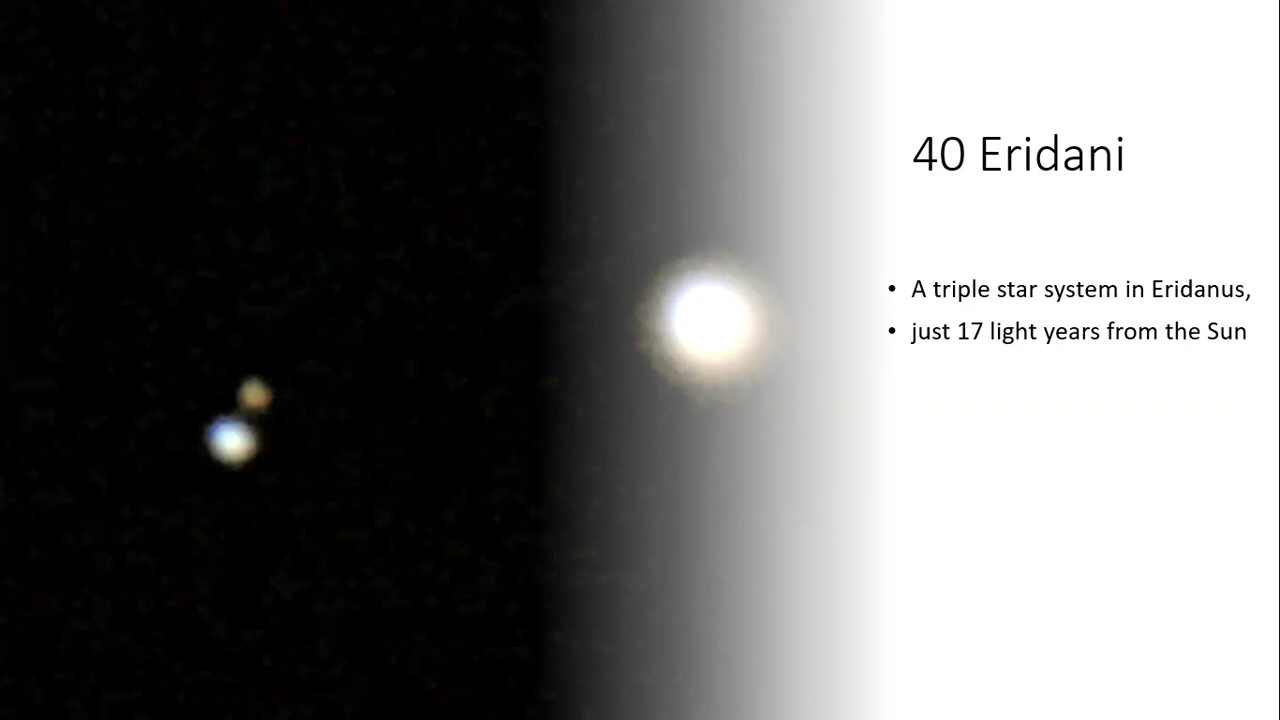 40 Eridani
• A triple star system in Eridanus,
• just 17 light years from the Sun